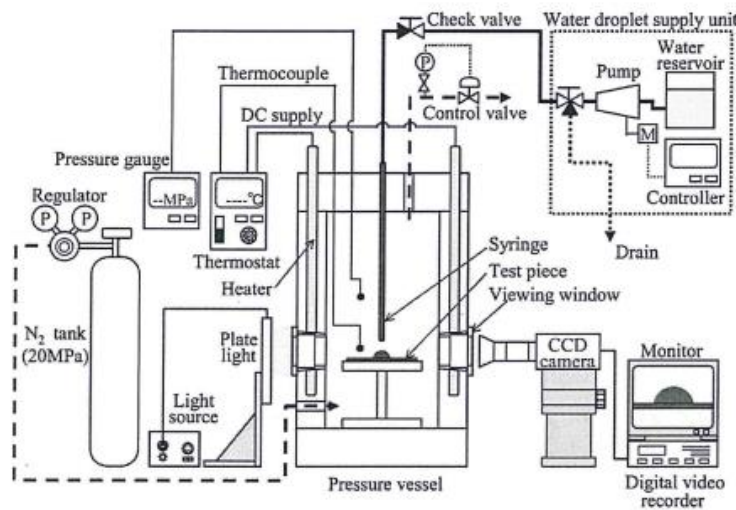 Check valve
Water droplet supply unit
Water
reservoir
Pump
P
Thermocouple
DC supply
Control valve
M
Pressure gauge
Regulator
--MPa
----°C
P
P
Controller
Thermostat
Syringe
Drain
Heater
Test piece
Viewing window
N₂ tank
(20MPa)
Plate
light
CCD
camera
Monitor
Light
source
Pressure vessel
Digital video
recorder